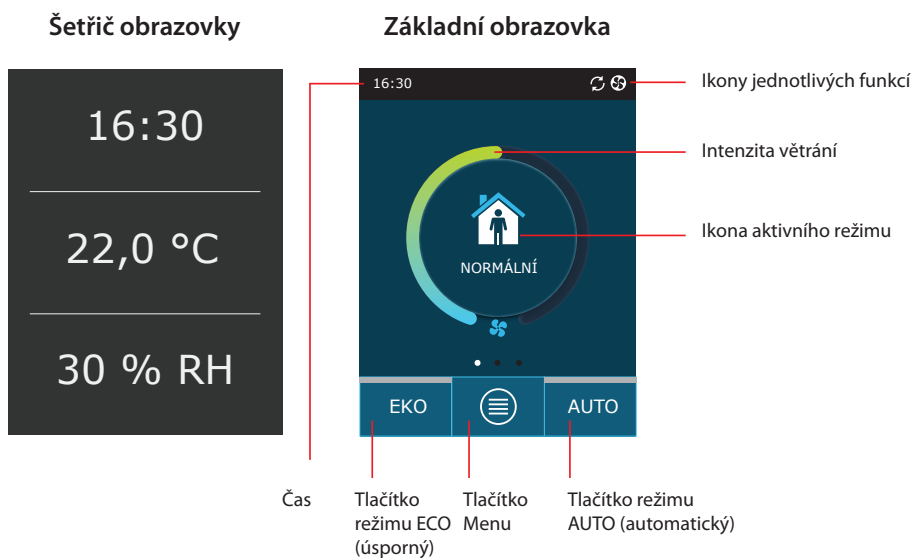 Šetřič obrazovky
Základní obrazovka
16:30
22,0 °C
30 % RH
16:30
NORMÁLNÍ
EKO
AUTO
Ikony jednotlivých funkcí
Intenzita větrání
Ikona aktivního režimu
Čas
Tlačítko
režimu ECO
(úsporný)
Tlačítko
Menu
Tlačítko režimu
AUTO (automatický)